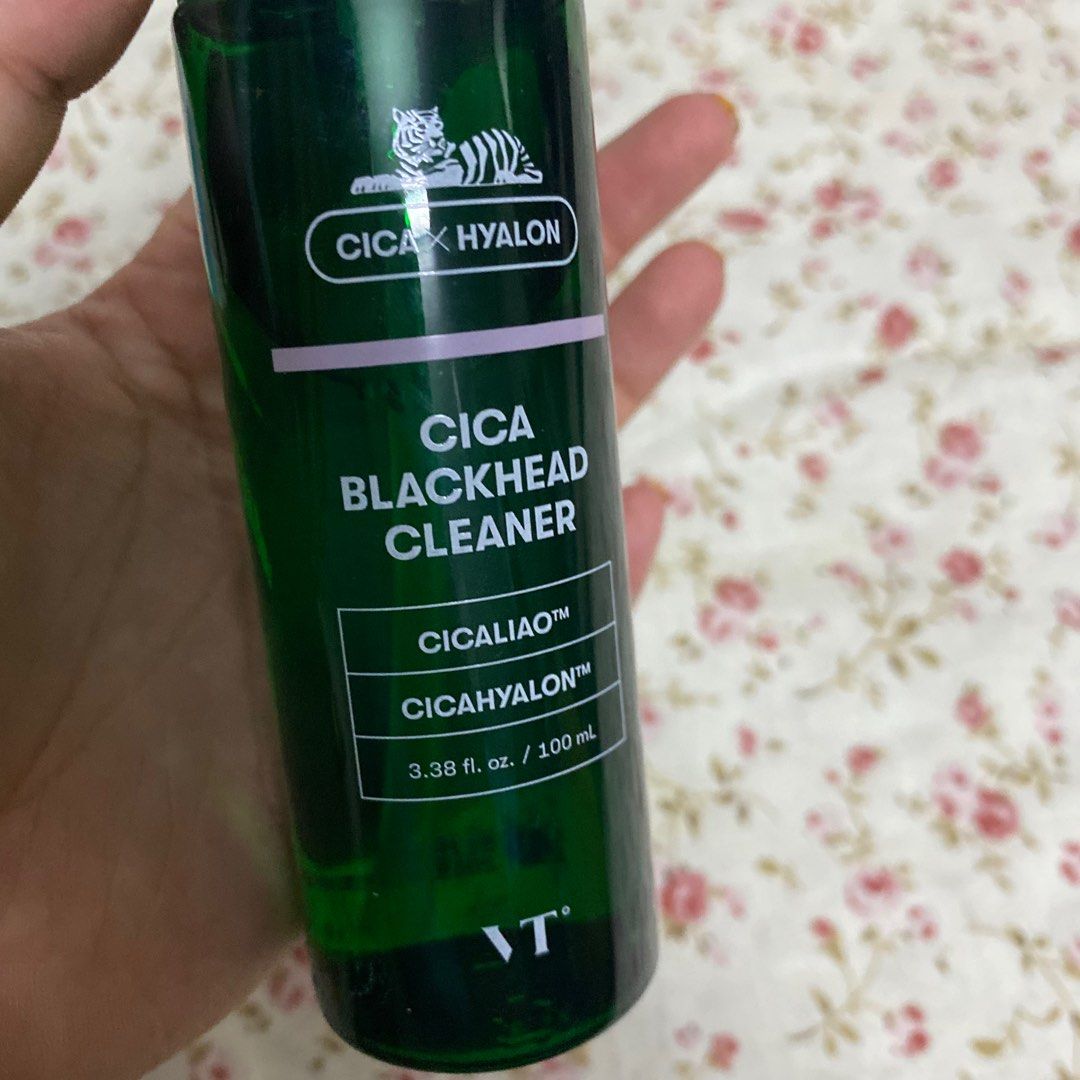 CICA × HYALON
CICA
BLACKHEAD
CLEANER
CICALIAO™
CICAHYALON™
3.38 fl. oz. / 100 mL
VT°